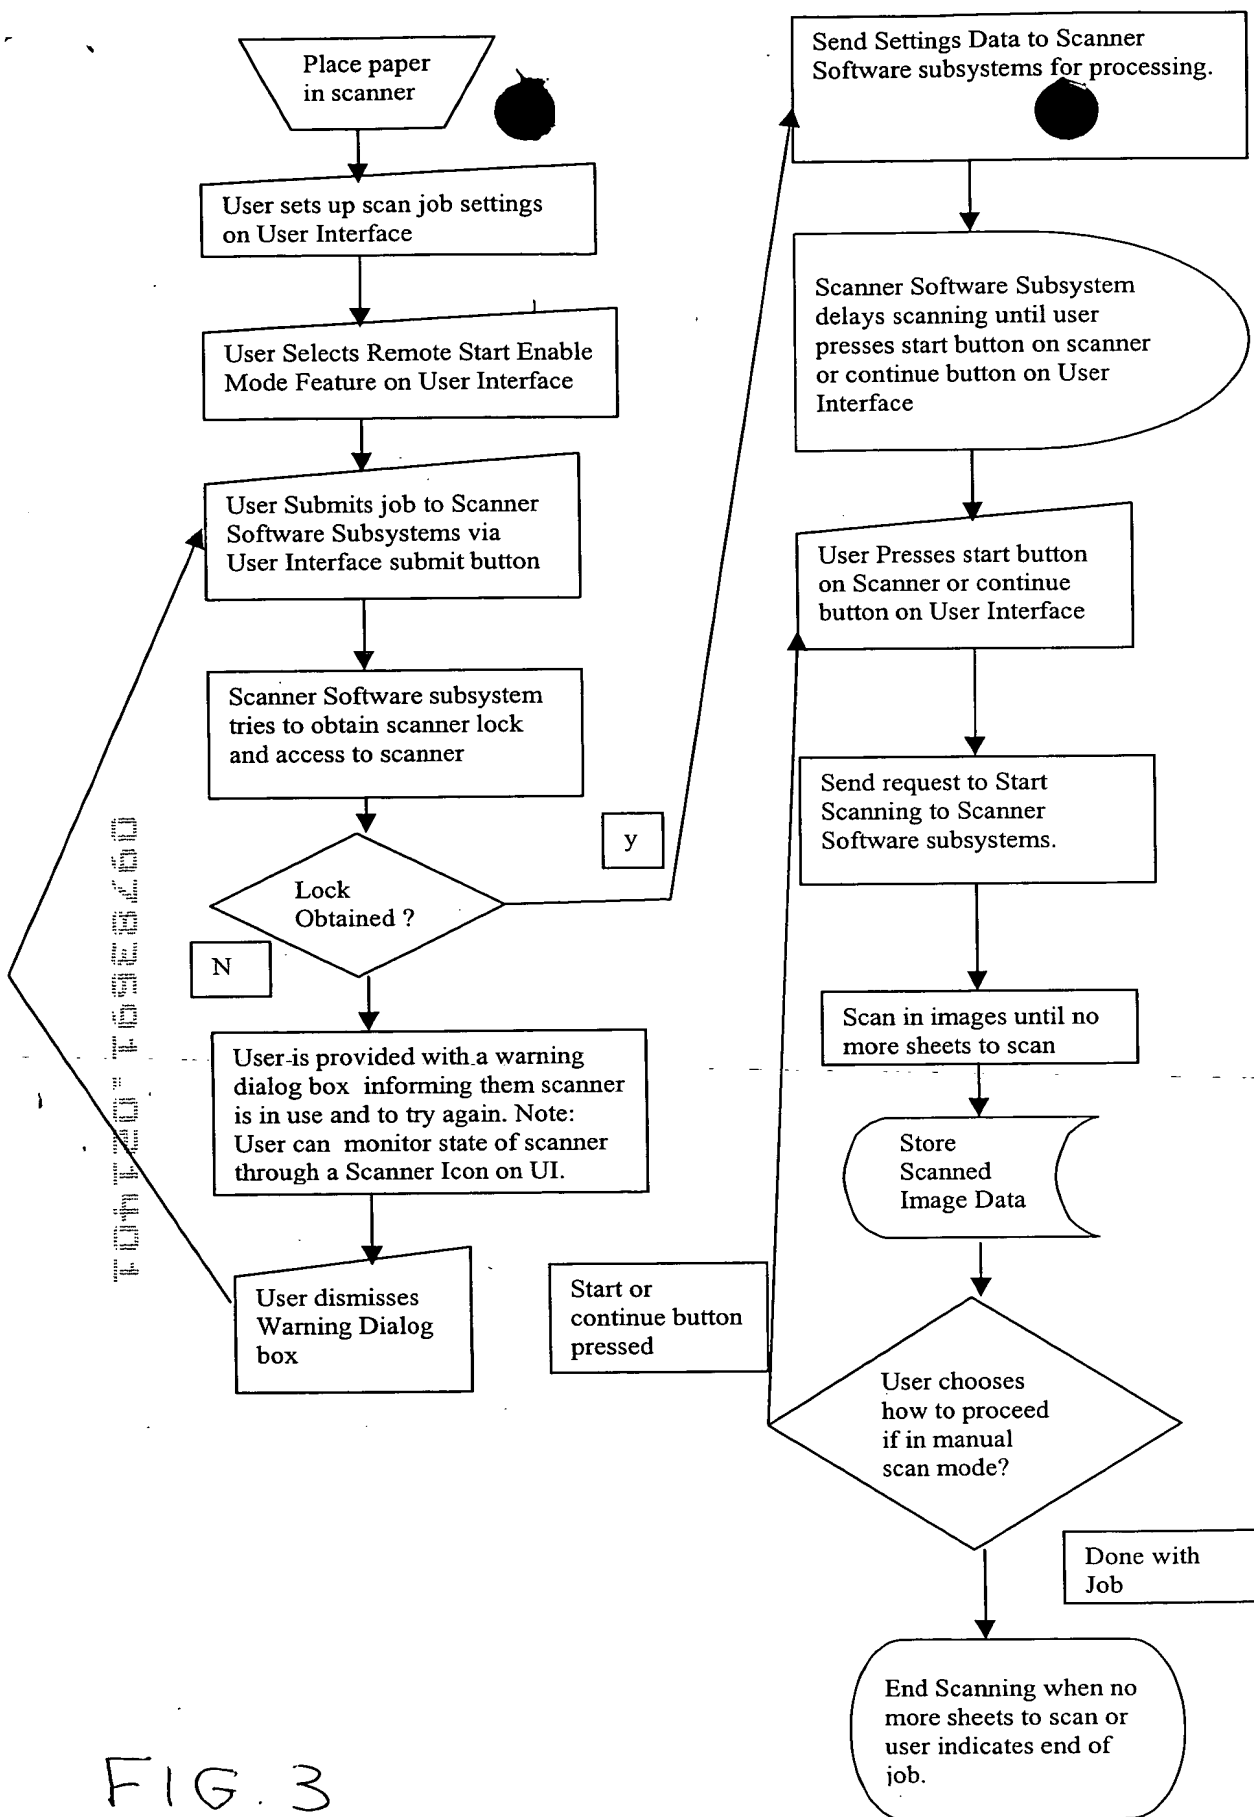 Place paper
in scanner
User sets up scan job settings
on User Interface
User Selects Remote Start Enable
Mode Feature on User Interface
User Submits job to Scanner
Software Subsystems via
User Interface submit button
Scanner Software subsystem
tries to obtain scanner lock
and access to scanner
Lock
Obtained ?
y
N
User is provided with a warning
dialog box informing them scanner
is in use and to try again. Note:
User can monitor state of scanner
through a Scanner Icon on UI.
User dismisses
Warning Dialog
box
Send Settings Data to Scanner
Software subsystems for processing.
Scanner Software Subsystem
delays scanning until user
presses start button on scanner
or continue button on User
Interface
User Presses start button
on Scanner or continue
button on User Interface
Send request to Start
Scanning to Scanner
Software subsystems.
Scan in images until no
more sheets to scan
Store
Scanned
Image Data
Start or
continue button
pressed
User chooses
how to proceed
if in manual
scan mode?
Done with
Job
End Scanning when no
more sheets to scan or
user indicates end of
job.
FIG. 3